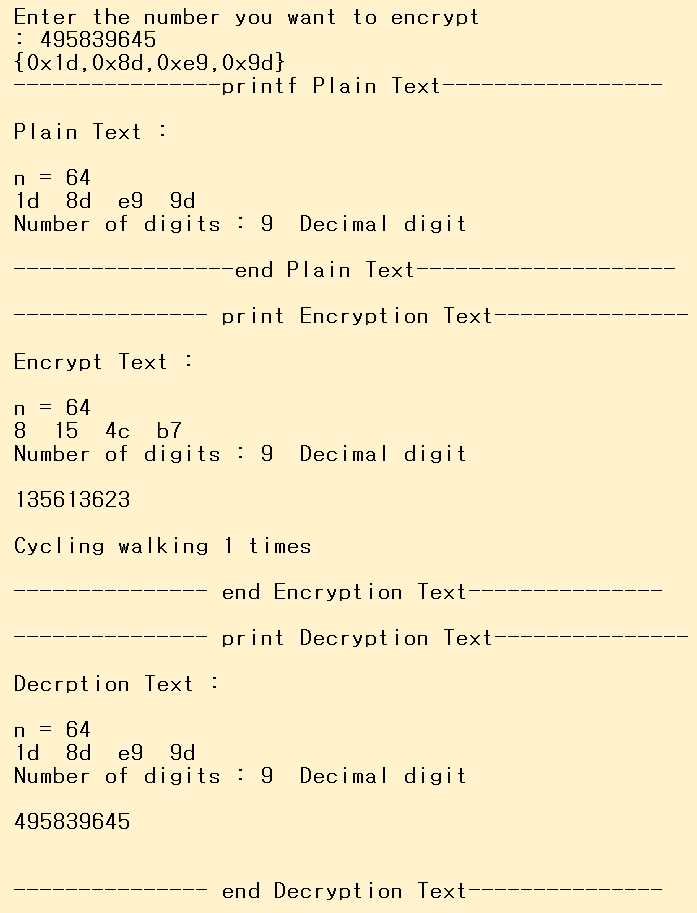 Enter the number you want to encrypt
: 495839645
{0x1d,0x8d,0xe9,0x9d}
----------------printf Plain Text-----------------
Plain Text :
n = 64
1d  8d  e9  9d
Number of digits : 9  Decimal digit
-----------------end Plain Text--------------------
--------------- print Encryption Text---------------
Encrypt Text :
n = 64
8  15  4c  b7
Number of digits : 9  Decimal digit
135613623
Cycling walking 1 times
--------------- end Encryption Text---------------
--------------- print Decryption Text---------------
Decrption Text :
n = 64
1d  8d  e9  9d
Number of digits : 9  Decimal digit
495839645
--------------- end Decryption Text---------------